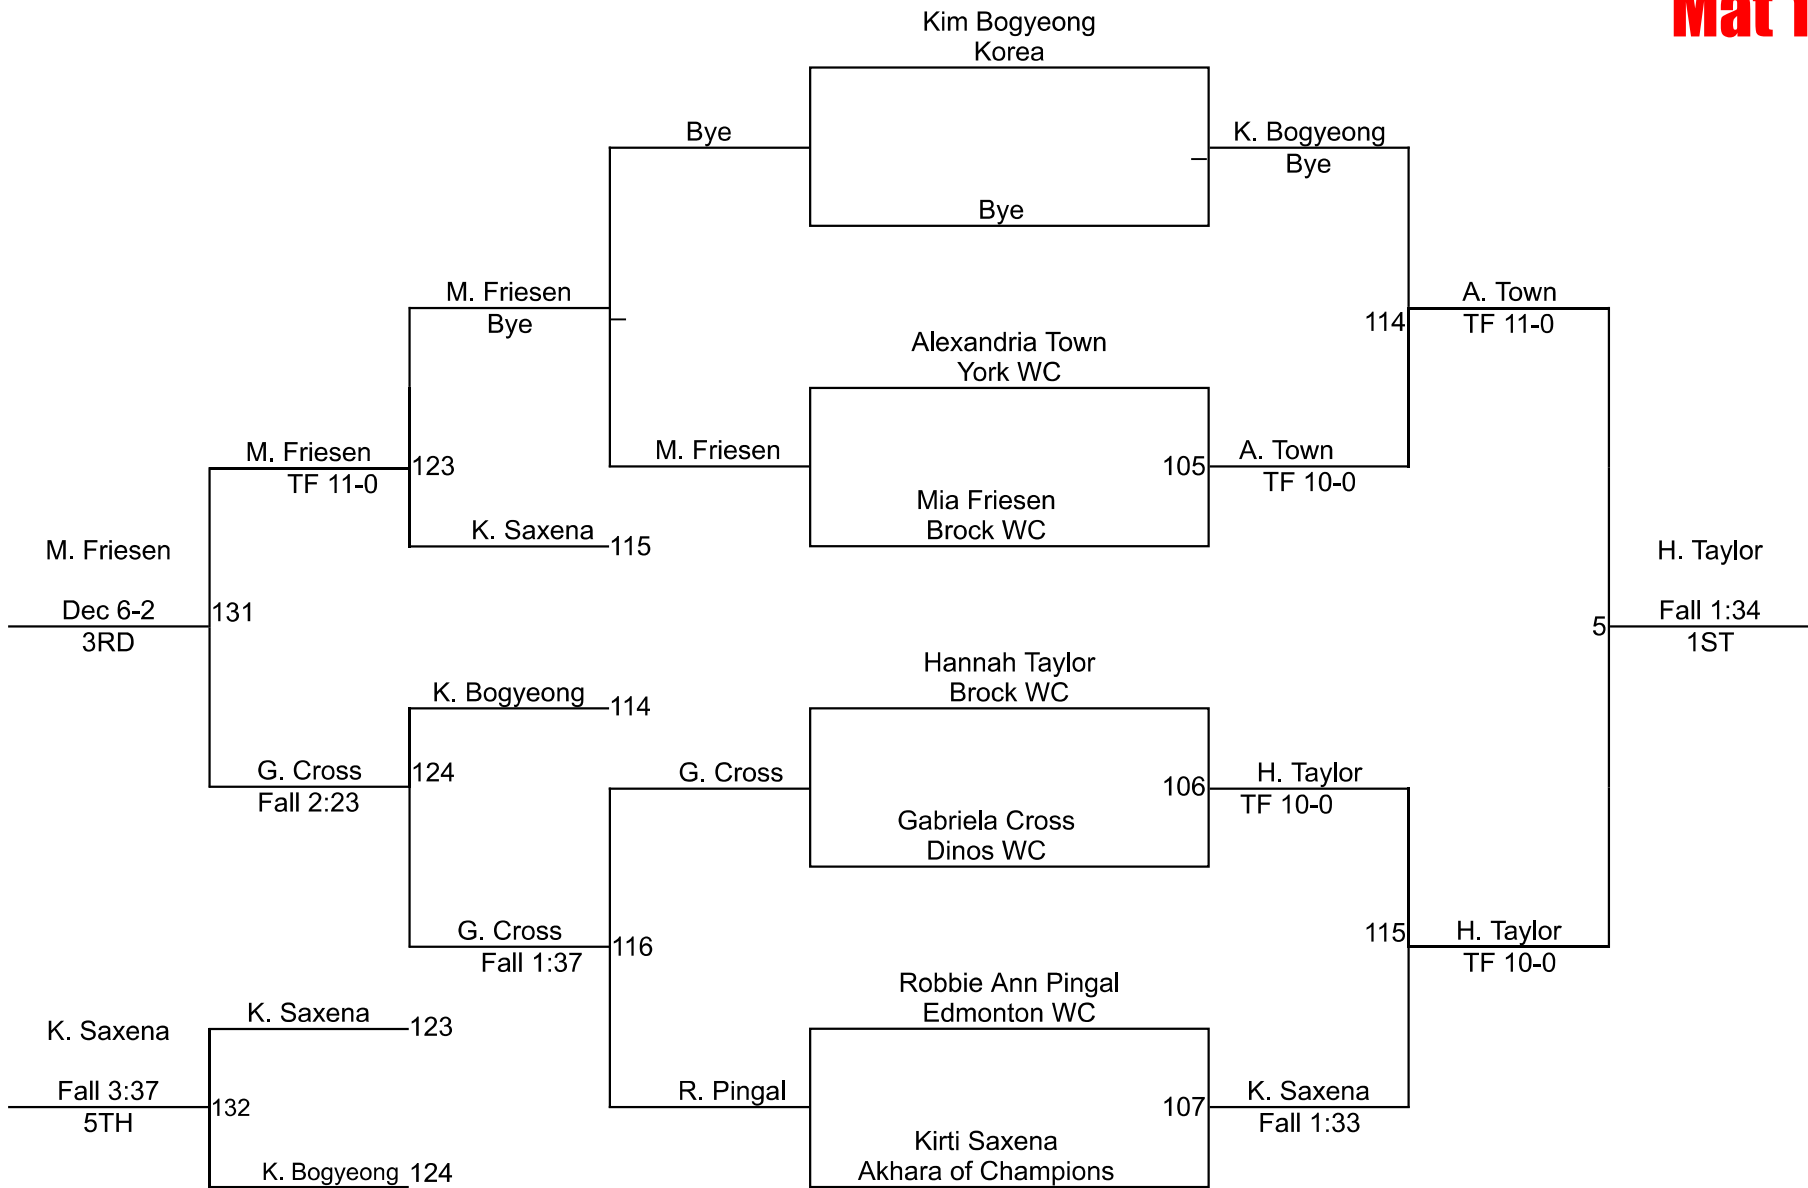 Mat 1
Kim Bogyeong
Korea
Bye
K. Bogyeong
Bye
Bye
M. Friesen
Bye
A. Town
TF 11-0
114
Alexandria Town
York WC
M. Friesen
TF 11-0
123
M. Friesen
105
A. Town
TF 10-0
Mia Friesen
Brock WC
K. Saxena
115
M. Friesen
Dec 6-2
3RD
131
H. Taylor
Fall 1:34
1ST
5
Hannah Taylor
Brock WC
K. Bogyeong
114
G. Cross
Fall 2:23
124
G. Cross
106
H. Taylor
TF 10-0
Gabriela Cross
Dinos WC
G. Cross
Fall 1:37
116
115
H. Taylor
TF 10-0
Robbie Ann Pingal
Edmonton WC
K. Saxena
123
K. Saxena
Fall 3:37
5TH
132
R. Pingal
107
K. Saxena
Fall 1:33
Kirti Saxena
Akhara of Champions
K. Bogyeong
124